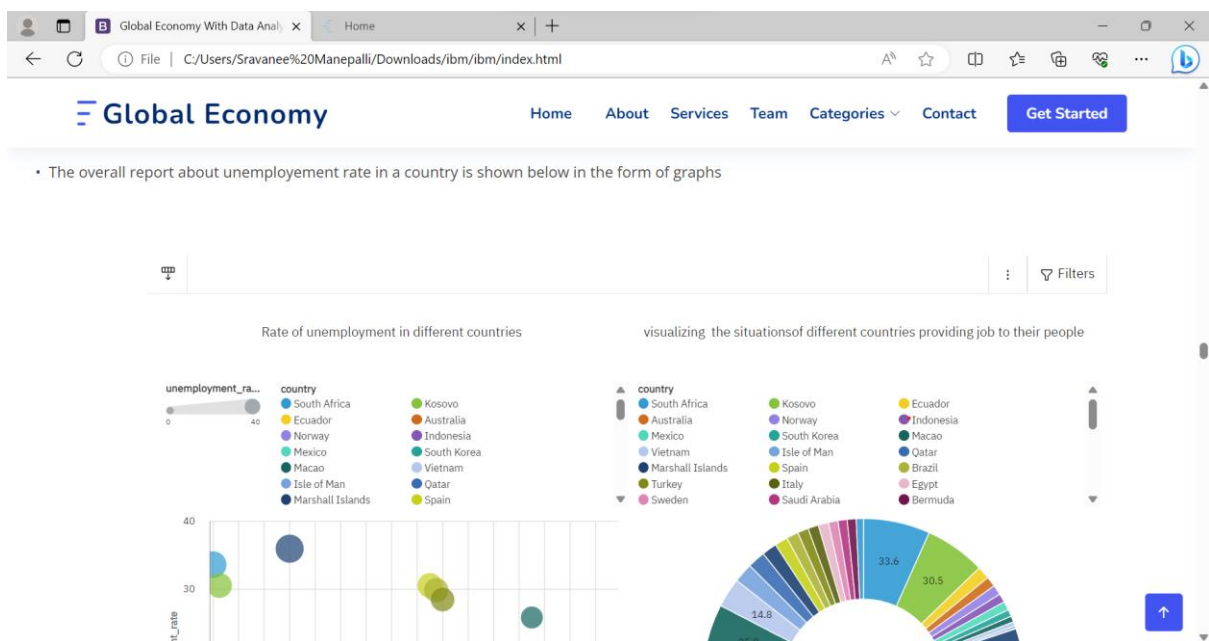 B Global Economy With Data Analy
Home
File | C:/Users/Sravanee%20Manepalli/Downloads/ibm/ibm/index.html
Global Economy
Home About Services Team Categories Contact Get Started
• The overall report about unemployement rate in a country is shown below in the form of graphs
Filters
Rate of unemployment in different countries
visualizing the situationsof different countries providing job to their people
unemployment_ra...
0 40
country
South Africa Kosovo
Ecuador Australia
Norway Indonesia
Mexico South Korea
Macao Vietnam
Isle of Man Qatar
Marshall Islands Spain
country
South Africa Kosovo Ecuador
Australia Norway Indonesia
Mexico South Korea Macao
Vietnam Isle of Man Qatar
Marshall Islands Spain Brazil
Turkey Italy Egypt
Sweden Saudi Arabia Bermuda
40
30
33.6
30.5
14.8